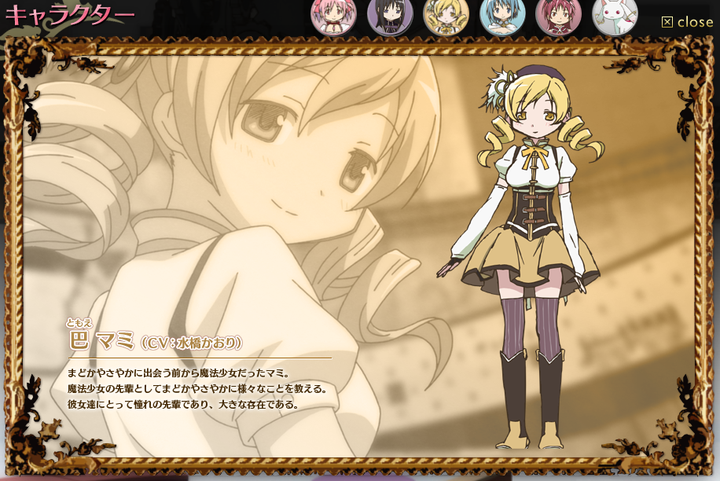 キャラクター
close
ともえ
巴 マミ (CV:水橋かおり)
まどかやさやかに出会う前から魔法少女だったマミ。
魔法少女の先輩としてまどかやさやかに様々なことを教える。
彼女達にとって憧れの先輩であり、大きな存在である。